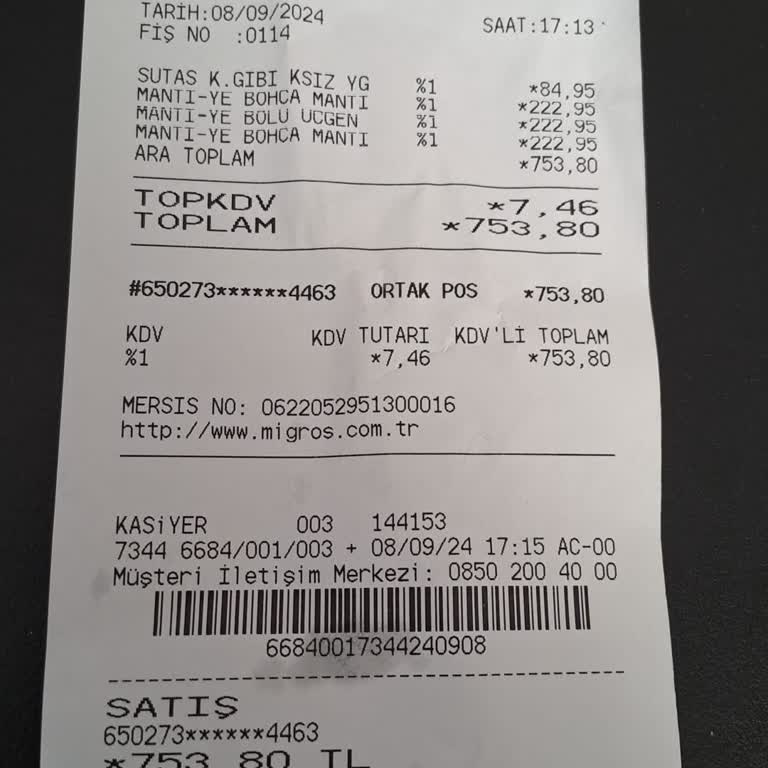 TARİH:08/09/2024 SAAT:17:13
FİŞ NO :0114
SUTAS K.GIBI KSIZ YG %1 *84,95
MANTI-YE BOHCA MANTI %1 *222,95
MANTI-YE BOLU UCGEN %1 *222,95
MANTI-YE BOHCA MANTI %1 *222,95
ARA TOPLAM *753,80
TOPKDV *7,46
TOPLAM *753,80
#650273******4463 ORTAK POS *753,80
KDV KDV TUTARI KDV'Lİ TOPLAM
%1 *7,46 *753,80
MERSIS NO: 0622052951300016
http://www.migros.com.tr
KASiYER 003 144153
7344 6684/001/003 + 08/09/24 17:15 AC-00
Müşteri İletişim Merkezi: 0850 200 40 00
66840017344240908
SATIŞ
650273******4463
*753,80 TL